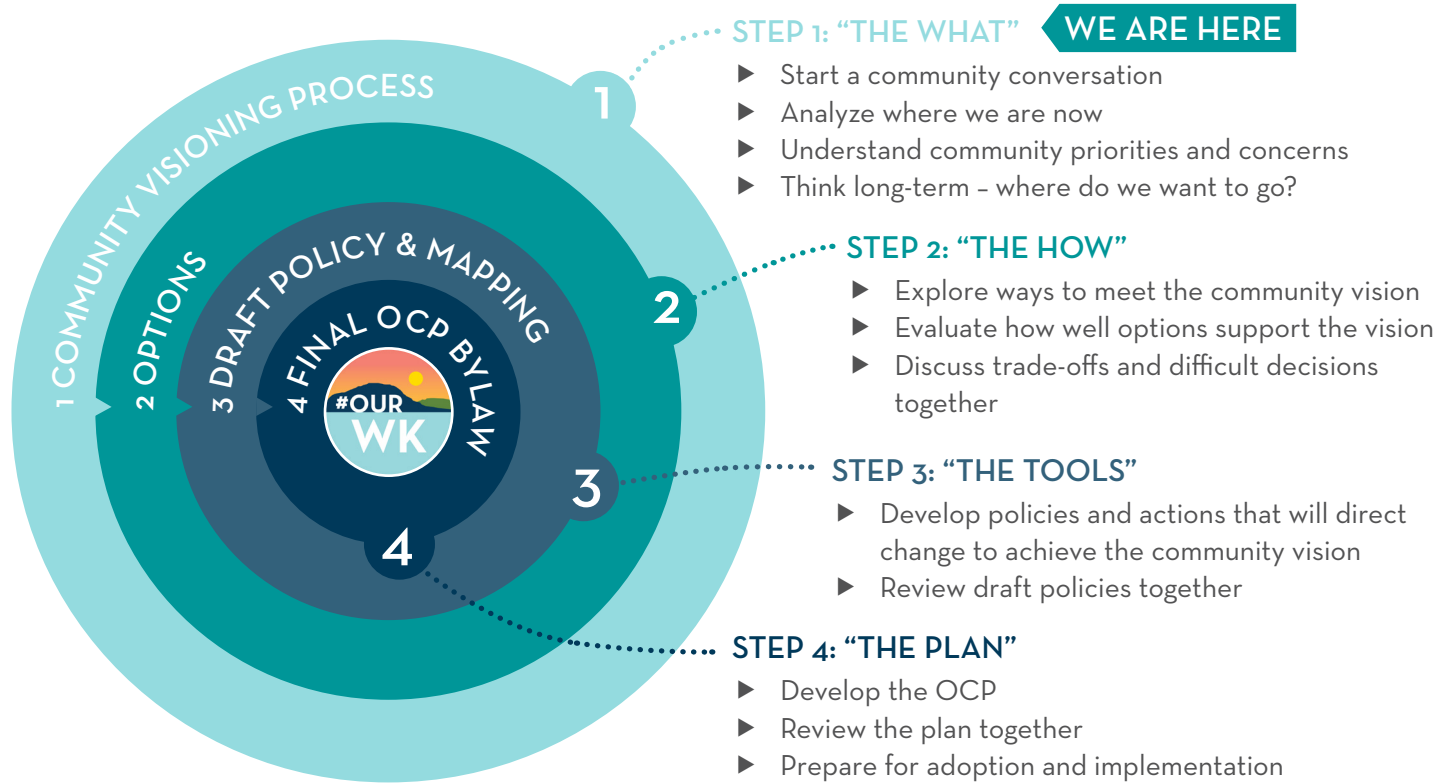 1 COMMUNITY VISIONING PROCESS
2 OPTIONS
3 DRAFT POLICY & MAPPING
4 FINAL OCP BYLAW
#OUR
WK
1
2
3
4
STEP 1: “THE WHAT”
WE ARE HERE
▶ Start a community conversation
▶ Analyze where we are now
▶ Understand community priorities and concerns
▶ Think long-term – where do we want to go?
STEP 2: “THE HOW”
▶ Explore ways to meet the community vision
▶ Evaluate how well options support the vision
▶ Discuss trade-offs and difficult decisions
together
STEP 3: “THE TOOLS”
▶ Develop policies and actions that will direct
change to achieve the community vision
▶ Review draft policies together
STEP 4: “THE PLAN”
▶ Develop the OCP
▶ Review the plan together
▶ Prepare for adoption and implementation